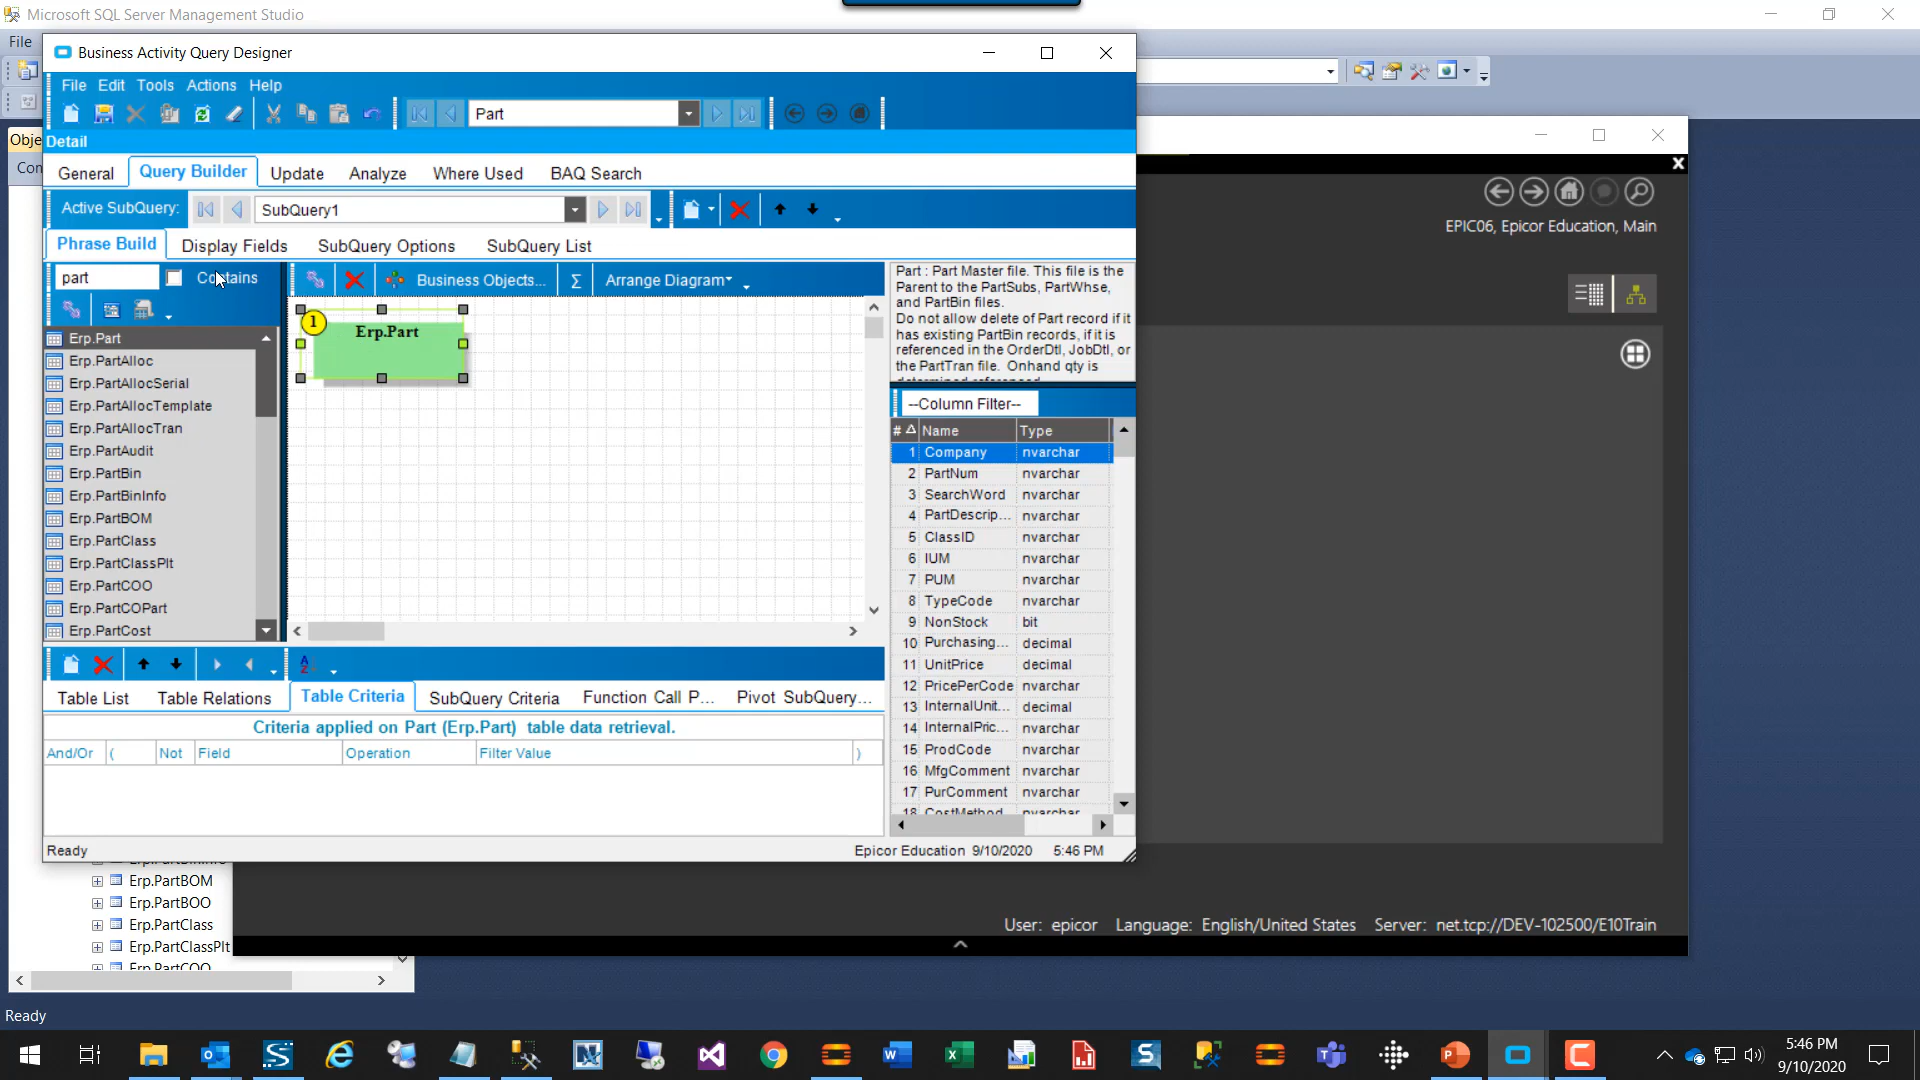 Microsoft SQL Server Management Studio
File
Business Activity Query Designer
File Edit Tools Actions Help
Part
Obje
Detail
Con
General Query Builder Update Analyze Where Used BAQ Search
Active SubQuery: SubQuery1
Phrase Build Display Fields SubQuery Options SubQuery List
part Contains
Business Objects... Σ Arrange Diagram
1 Erp.Part
Erp.Part
Erp.PartAlloc
Erp.PartAllocSerial
Erp.PartAllocTemplate
Erp.PartAllocTran
Erp.PartAudit
Erp.PartBin
Erp.PartBinInfo
Erp.PartBOM
Erp.PartClass
Erp.PartClassPlt
Erp.PartCOO
Erp.PartCOPart
Erp.PartCost
Part : Part Master file. This file is the
Parent to the PartSubs, PartWhse,
and PartBin files.
Do not allow delete of Part record if it
has existing PartBin records, if it is
referenced in the OrderDtl, JobDtl, or
the PartTran file. Onhand qty is
--Column Filter--
# Name Type
1 Company nvarchar
2 PartNum nvarchar
3 SearchWord nvarchar
4 PartDescrip... nvarchar
5 ClassID nvarchar
6 IUM nvarchar
7 PUM nvarchar
8 TypeCode nvarchar
9 NonStock bit
10 Purchasing... decimal
11 UnitPrice decimal
12 PricePerCode nvarchar
13 InternalUnit... decimal
14 InternalPric... nvarchar
15 ProdCode nvarchar
16 MfgComment nvarchar
17 PurComment nvarchar
18 CostMethod nvarchar
Table List Table Relations Table Criteria SubQuery Criteria Function Call P... Pivot SubQuery...
Criteria applied on Part (Erp.Part) table data retrieval.
And/Or ( Not Field Operation Filter Value )
Ready Epicor Education 9/10/2020 5:46 PM
EPIC06, Epicor Education, Main
Erp.PartBOM
Erp.PartBOO
Erp.PartClass
Erp.PartClassPlt
Erp.PartCOO
User: epicor Language: English/United States Server: net.tcp://DEV-102500/E10Train
Ready
5:46 PM
9/10/2020